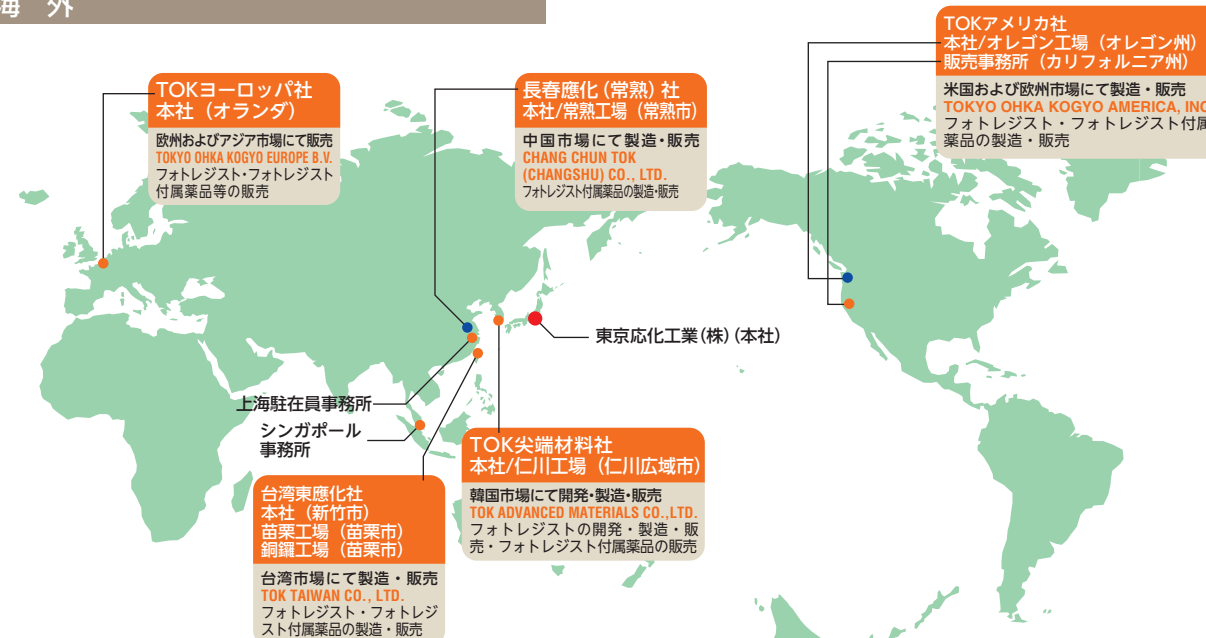 海 外
TOKヨーロッパ社
本社（オランダ）
欧州およびアジア市場にて販売
TOKYO OHKA KOGYO EUROPE B.V.
フォトレジスト・フォトレジスト
付属薬品等の販売
長春應化（常熟）社
本社/常熟工場（常熟市）
中国市場にて製造・販売
CHANG CHUN TOK
(CHANGSHU) CO., LTD.
フォトレジスト付属薬品の製造・販売
TOKアメリカ社
本社/オレゴン工場（オレゴン州）
販売事務所（カリフォルニア州）
米国および欧州市場にて製造・販売
TOKYO OHKA KOGYO AMERICA, INC
フォトレジスト・フォトレジスト付属
薬品の製造・販売
東京応化工業（株）（本社）
上海駐在員事務所
シンガポール
事務所
TOK尖端材料社
本社/仁川工場（仁川広域市）
韓国市場にて開発・製造・販売
TOK ADVANCED MATERIALS CO.,LTD.
フォトレジストの開発・製造・販
売・フォトレジスト付属薬品の販売
台湾東應化社
本社（新竹市）
苗栗工場（苗栗市）
銅鑼工場（苗栗市）
台湾市場にて製造・販売
TOK TAIWAN CO., LTD.
フォトレジスト・フォトレジ
スト付属薬品の製造・販売